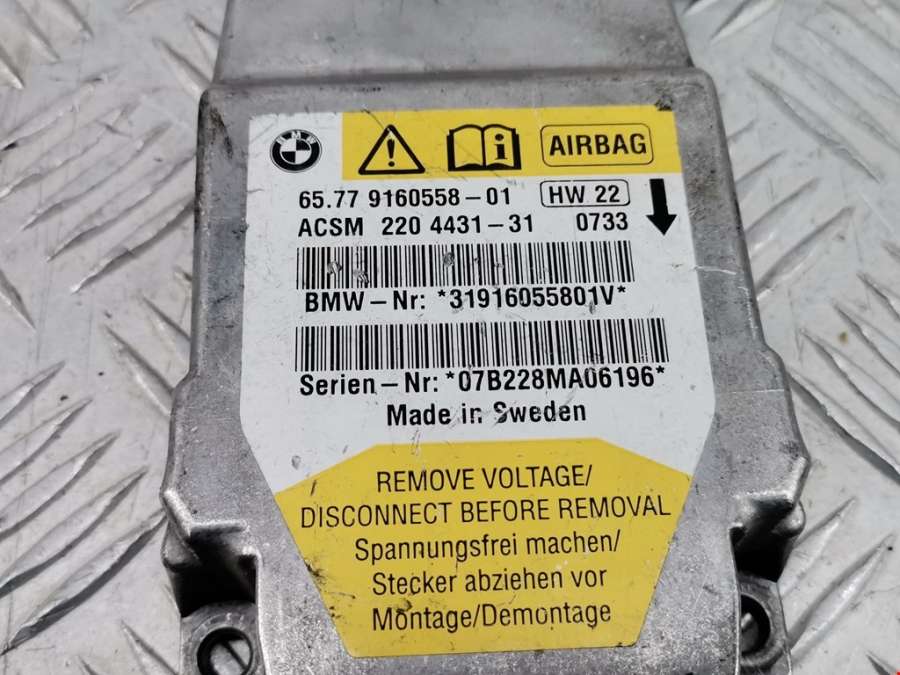 BMW
AIRBAG
65.77 9160558-01 HW 22
ACSM 220 4431-31 0733
BMW-Nr: *31916055801V*
Serien-Nr: *07B228MA06196*
Made in Sweden
REMOVE VOLTAGE/
DISCONNECT BEFORE REMOVAL
Spannungsfrei machen/
Stecker abziehen vor
Montage/Demontage